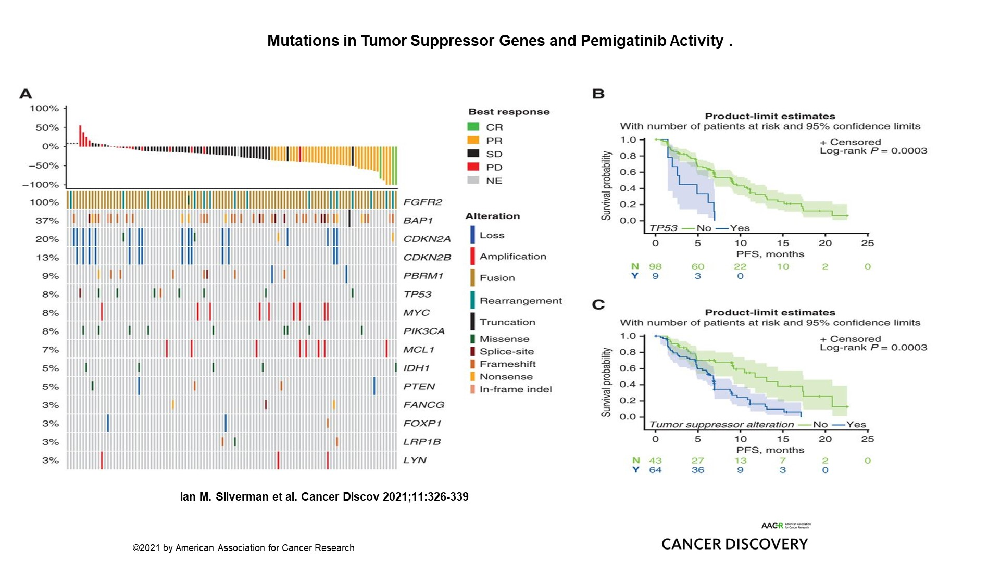 Mutations in Tumor Suppressor Genes and Pemigatinib Activity .
A
100%
50%
0%
−50%
−100%
Best response
CR
PR
SD
PD
NE
100% FGFR2
37% BAP1
20% CDKN2A
13% CDKN2B
9% PBRM1
8% TP53
8% MYC
8% PIK3CA
7% MCL1
5% IDH1
5% PTEN
3% FANCG
3% FOXP1
3% LRP1B
3% LYN
Alteration
Loss
Amplification
Fusion
Rearrangement
Truncation
Missense
Splice-site
Frameshift
Nonsense
In-frame indel
B
Product-limit estimates
With number of patients at risk and 95% confidence limits
+ Censored
Log-rank P = 0.0003
Survival probability
1.0
0.8
0.6
0.4
0.2
0.0
TP53 No Yes
0 5 10 15 20 25
PFS, months
N 98 60 22 10 2 0
Y 9 3 0
C
Product-limit estimates
With number of patients at risk and 95% confidence limits
+ Censored
Log-rank P = 0.0003
Survival probability
1.0
0.8
0.6
0.4
0.2
0.0
Tumor suppressor alteration No Yes
0 5 10 15 20 25
PFS, months
N 43 27 13 7 2 0
Y 64 36 9 3 0
Ian M. Silverman et al. Cancer Discov 2021;11:326-339
©2021 by American Association for Cancer Research
AACR American Association
for Cancer Research
CANCER DISCOVERY